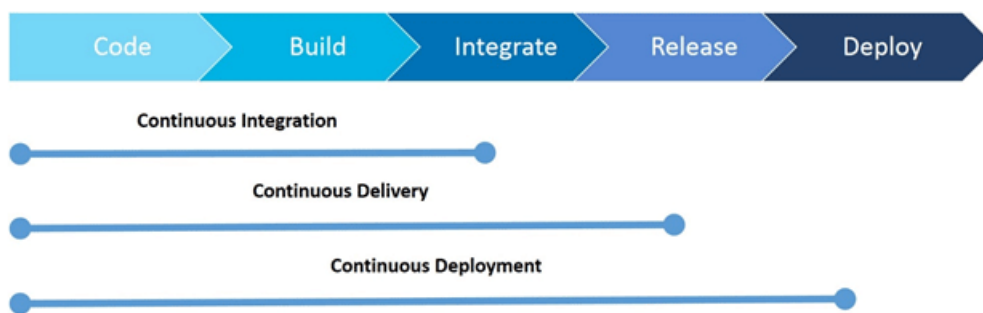 Code Build Integrate Release Deploy
Continuous Integration
Continuous Delivery
Continuous Deployment